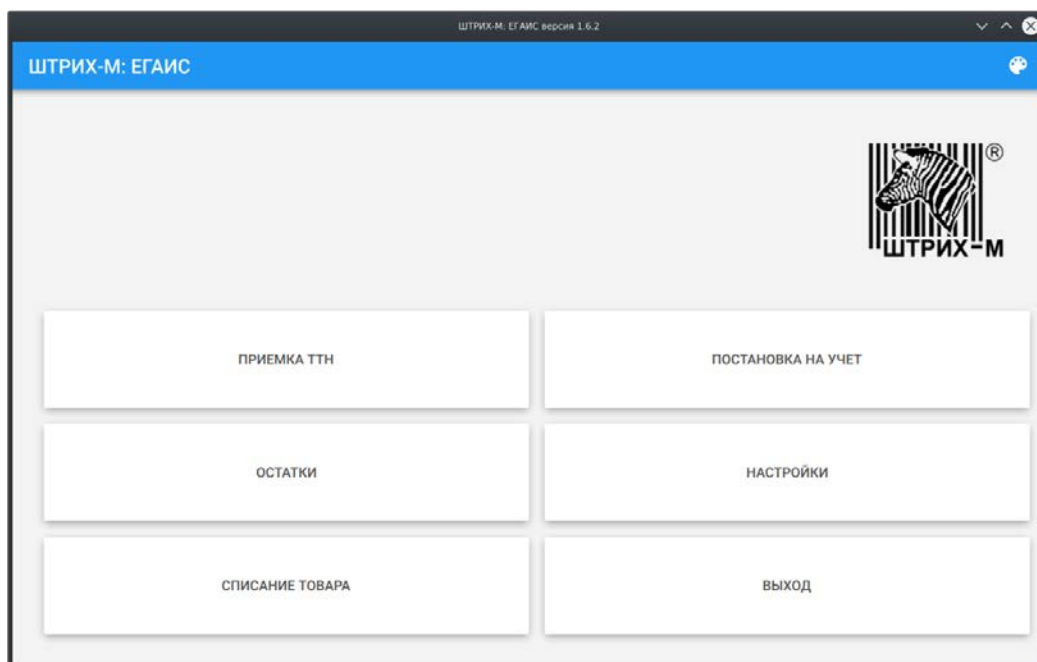 ШТРИХ-М: ЕГАИС версия 1.6.2
ШТРИХ-М: ЕГАИС
®
ШТРИХ-М
ПРИЕМКА ТТН
ПОСТАНОВКА НА УЧЕТ
ОСТАТКИ
НАСТРОЙКИ
СПИСАНИЕ ТОВАРА
ВЫХОД